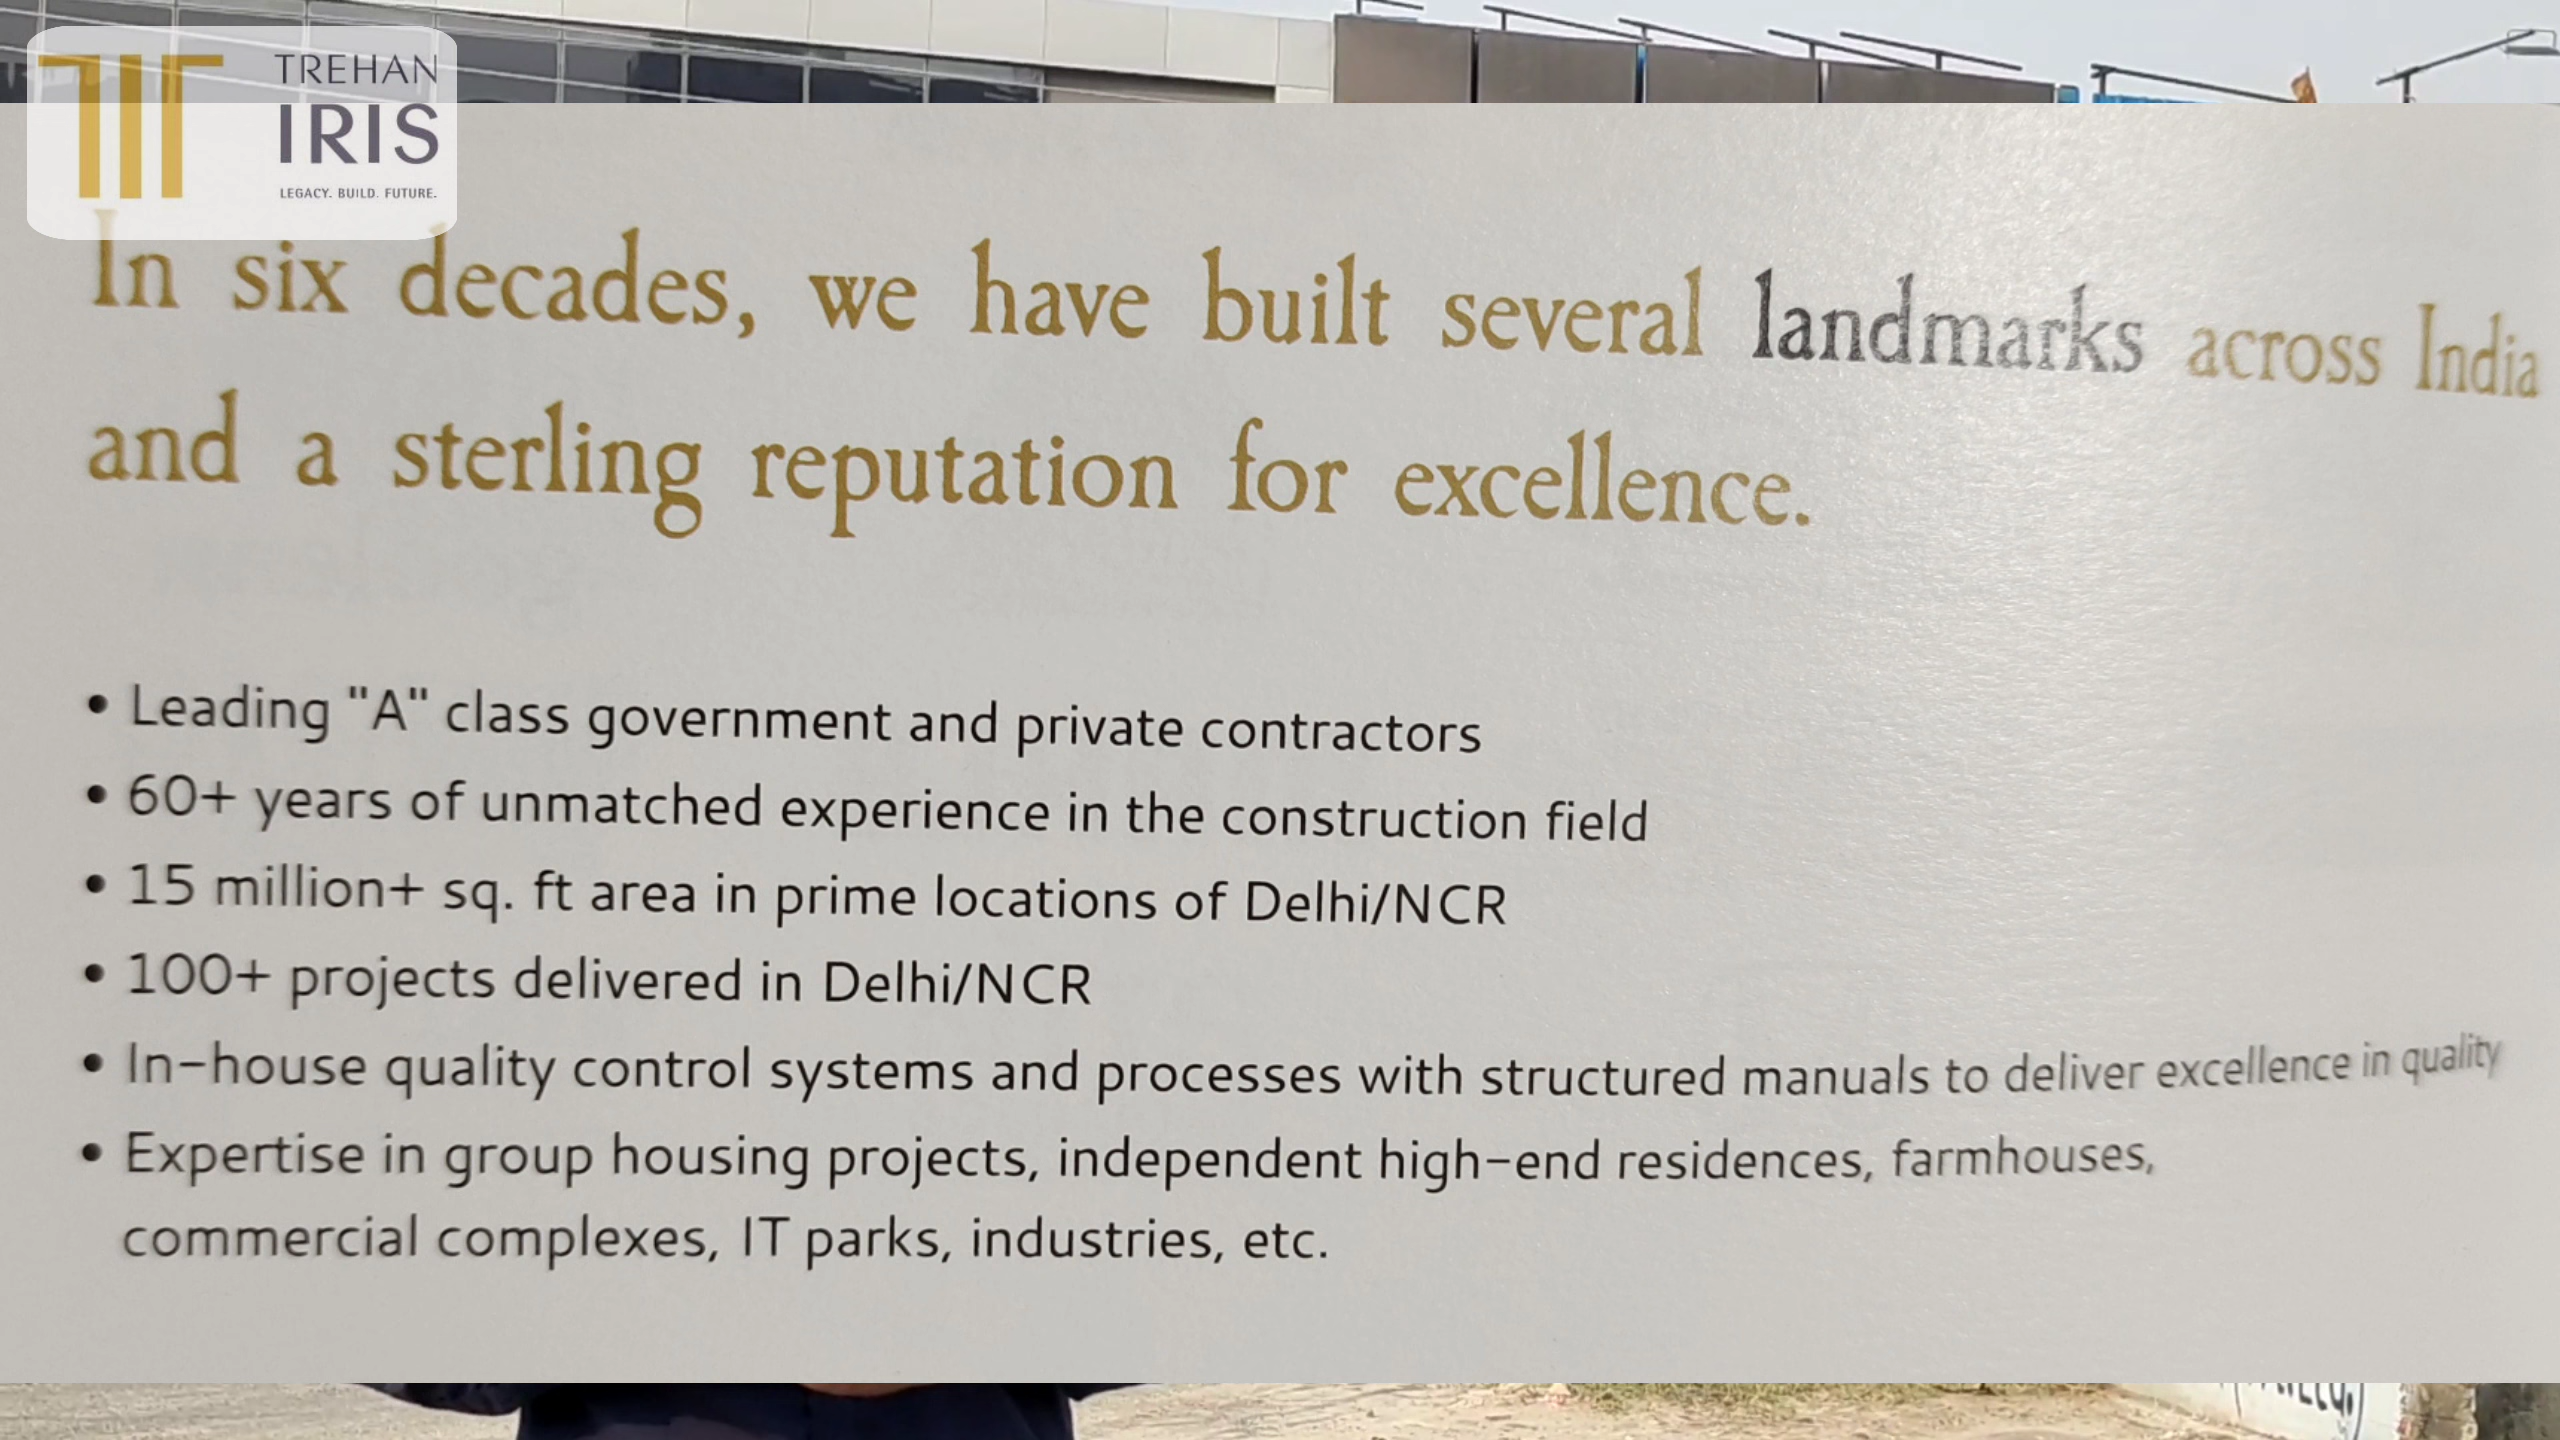 TREHAN
IRIS
LEGACY. BUILD. FUTURE.
In six decades, we have built several landmarks across India
and a sterling reputation for excellence.
• Leading "A" class government and private contractors
• 60+ years of unmatched experience in the construction field
• 15 million+ sq. ft area in prime locations of Delhi/NCR
• 100+ projects delivered in Delhi/NCR
• In-house quality control systems and processes with structured manuals to deliver excellence in quality
• Expertise in group housing projects, independent high-end residences, farmhouses,
commercial complexes, IT parks, industries, etc.